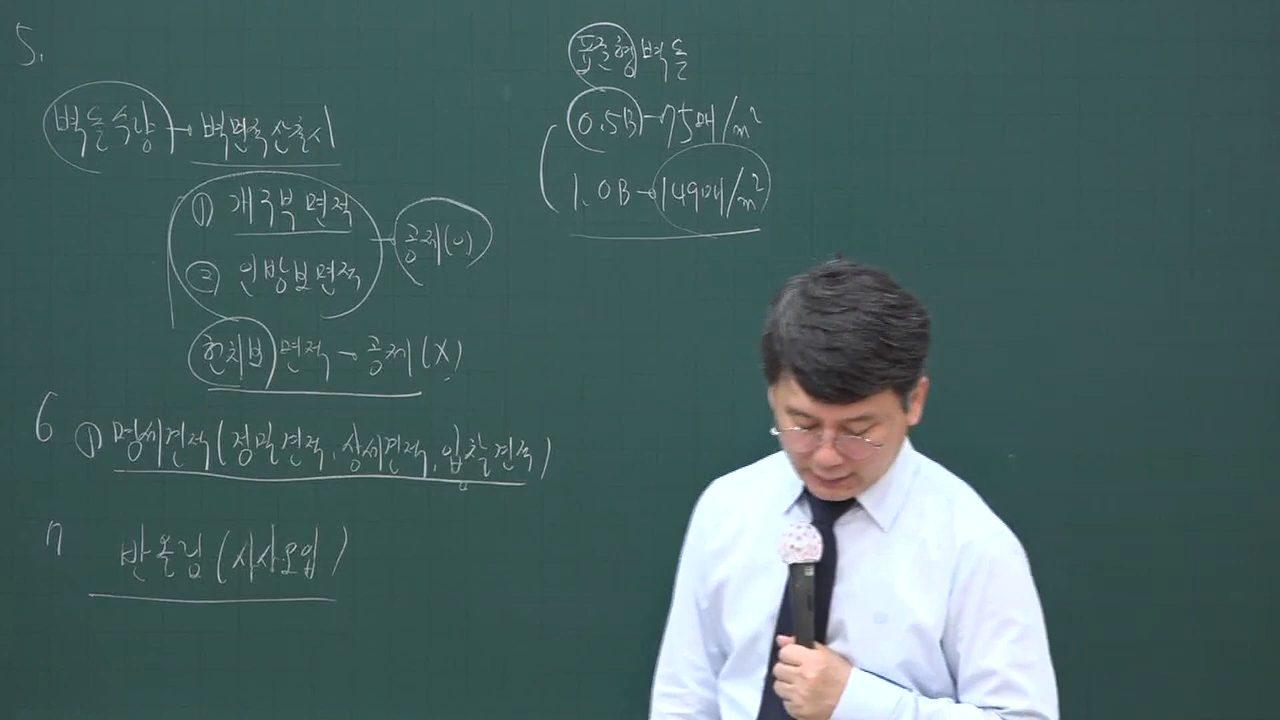 5.
벽돌수량 → 벽면적산출시
① 개구부 면적
② 인방보면적
공제(O)
헌치보 면적 → 공제(X)
6 ① 명세견적(정밀견적, 상세견적, 입찰견적)
7 반올림(사사오입)
표준형벽돌
0.5B → 75매/m²
1.0B → 149매/m²